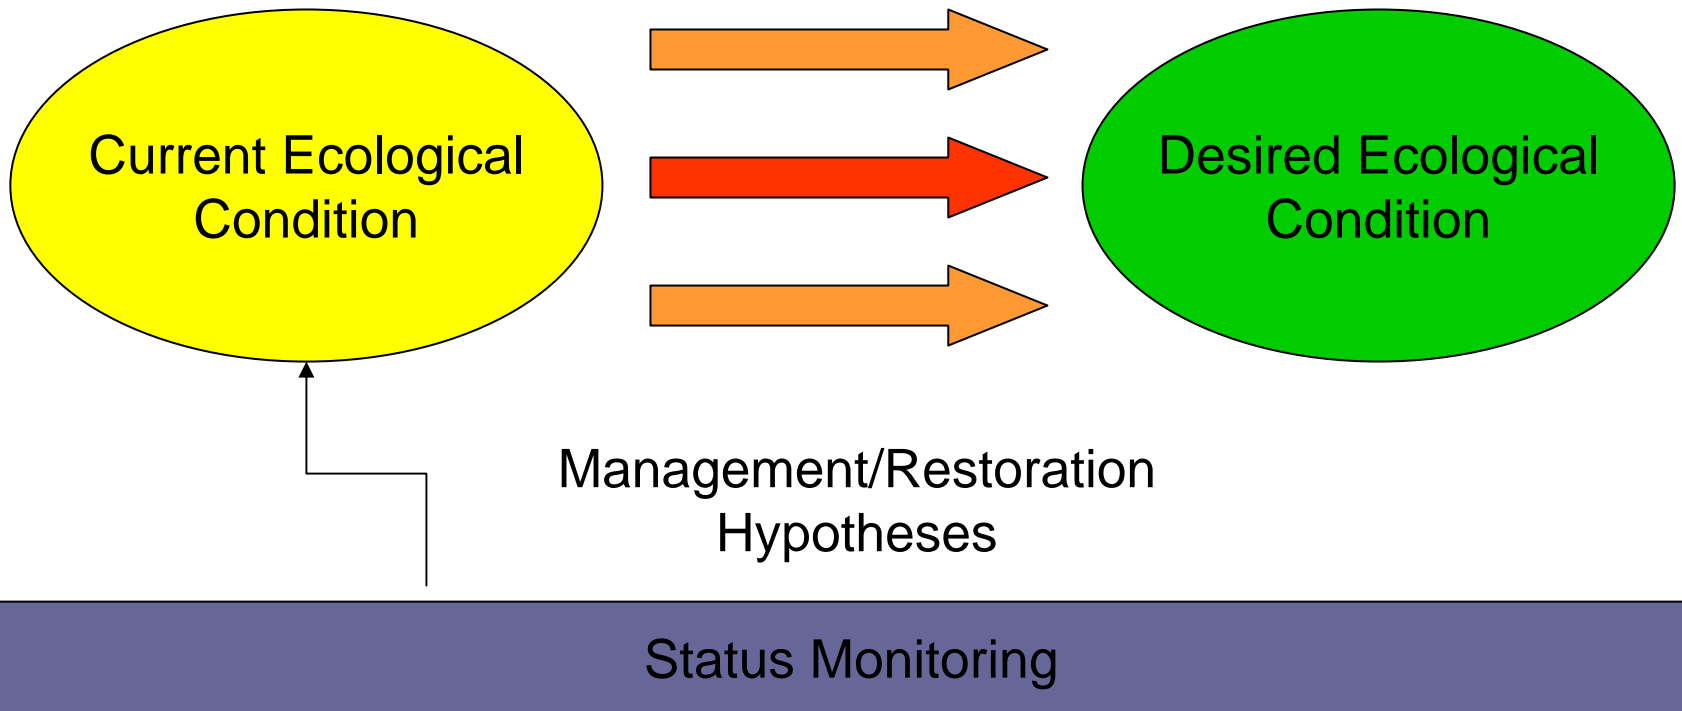 Current Ecological
Condition
Desired Ecological
Condition
Management/Restoration
Hypotheses
Status Monitoring